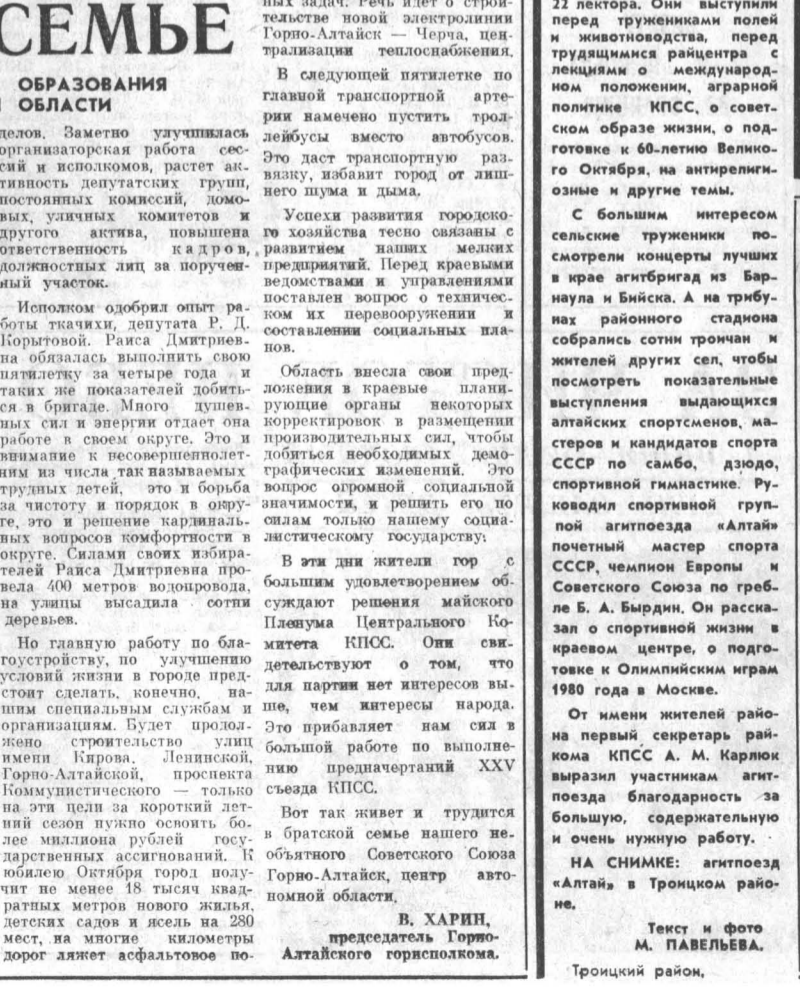 СЕМЬЕ
ОБРАЗОВАНИЯ
ОБЛАСТИ
делов. Заметно улучшилась
организаторская работа сес-
сий и исполкомов, растет ак-
тивность депутатских групп,
постоянных комиссий, домо-
вых, уличных комитетов и
другого актива, повышена
ответственность кадров,
должностных лиц за поручен-
ный участок.
Исполком одобрил опыт ра-
боты ткачихи, депутата Р. Д.
Корытовой. Раиса Дмитриев-
на обязалась выполнить свою
пятилетку за четыре года и
таких же показателей добить-
ся в бригаде. Много душев-
ных сил и энергии отдает она
работе в своем округе. Это и
внимание к несовершеннолет-
ним из числа так называемых
трудных детей, это и борьба
за чистоту и порядок в окру-
ге, это и решение кардиналь-
ных вопросов комфортности в
округе. Силами своих избира-
телей Раиса Дмитриевна про-
вела 400 метров водопровода,
на улицы высадила сотни
деревьев.
Но главную работу по бла-
гоустройству, по улучшению
условий жизни в городе пред-
стоит сделать, конечно, на-
шим специальным службам и
организациям. Будет продол-
жено строительство улиц
имени Кирова, Ленинской,
Горно-Алтайской, проспекта
Коммунистического — только
на эти цели за короткий лет-
ний сезон нужно освоить бо-
лее миллиона рублей госу-
дарственных ассигнований. К
юбилею Октября город полу-
чит не менее 18 тысяч квад-
ратных метров нового жилья,
детских садов и ясель на 280
мест, на многие километры
дорог ляжет асфальтовое по-
ных задач. Речь идет о строи-
тельстве новой электролинии
Горно-Алтайск — Черча, цен-
трализации теплоснабжения.
В следующей пятилетке по
главной транспортной арте-
рии намечено пустить трол-
лейбусы вместо автобусов.
Это даст транспортную раз-
вязку, избавит город от лиш-
него шума и дыма.
Успехи развития городско-
го хозяйства тесно связаны с
развитием наших мелких
предприятий. Перед краевыми
ведомствами и управлениями
поставлен вопрос о техничес-
ком их перевооружении и
составлении социальных пла-
нов.
Область внесла свои пред-
ложения в краевые плани-
рующие органы некоторых
корректировок в размещении
производительных сил, чтобы
добиться необходимых демо-
графических изменений. Это
вопрос огромной социальной
значимости, и решить его по
силам только нашему социа-
листическому государству.
В эти дни жители гор с
большим удовлетворением об-
суждают решения майского
Пленума Центрального Ко-
митета КПСС. Они сви-
детельствуют о том, что
для партии нет интересов вы-
ше, чем интересы народа.
Это прибавляет нам сил в
большой работе по выполне-
нию предначертаний XXV
съезда КПСС.
Вот так живет и трудится
в братской семье нашего не-
объятного Советского Союза
Горно-Алтайск, центр авто-
номной области.
В. ХАРИН,
председатель Горно-
Алтайского горисполкома.
22 лектора. Они выступили
перед тружениками полей
и животноводства, перед
трудящимися райцентра с
лекциями о международ-
ном положении, аграрной
политике КПСС, о совет-
ском образе жизни, о под-
готовке к 60-летию Велико-
го Октября, на антирелиги-
озные и другие темы.
С большим интересом
сельские труженики по-
смотрели концерты лучших
в крае агитбригад из Бар-
наула и Бийска. А на трибу-
нах районного стадиона
собрались сотни троичан и
жителей других сел, чтобы
посмотреть показательные
выступления выдающихся
алтайских спортсменов, ма-
стеров и кандидатов спорта
СССР по самбо, дзюдо,
спортивной гимнастике. Ру-
ководил спортивной груп-
пой агитпоезда «Алтай»
почетный мастер спорта
СССР, чемпион Европы и
Советского Союза по греб-
ле Б. А. Бырдин. Он расска-
зал о спортивной жизни в
краевом центре, о подго-
товке к Олимпийским играм
1980 года в Москве.
От имени жителей райо-
на первый секретарь рай-
кома КПСС А. М. Карлюк
выразил участникам агит-
поезда благодарность за
большую, содержательную
и очень нужную работу.
НА СНИМКЕ: агитпоезд
«Алтай» в Троицком райо-
не.
Текст и фото
М. ПАВЕЛЬЕВА.
Троицкий район.